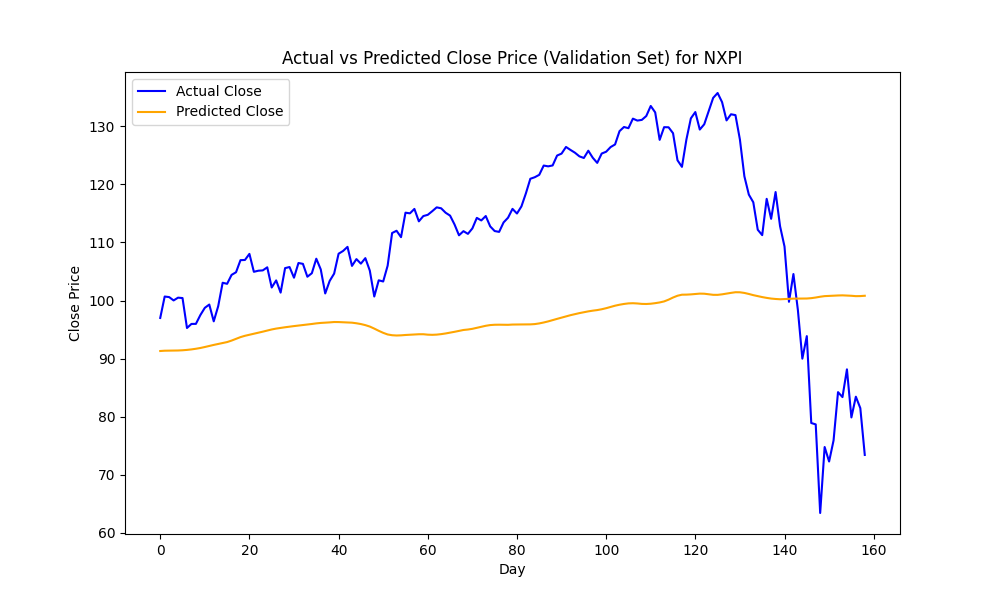 Actual vs Predicted Close Price (Validation Set) for NXPI
Actual Close
Predicted Close
130
120
110
100
90
80
70
60
Close Price
0 20 40 60 80 100 120 140 160
Day